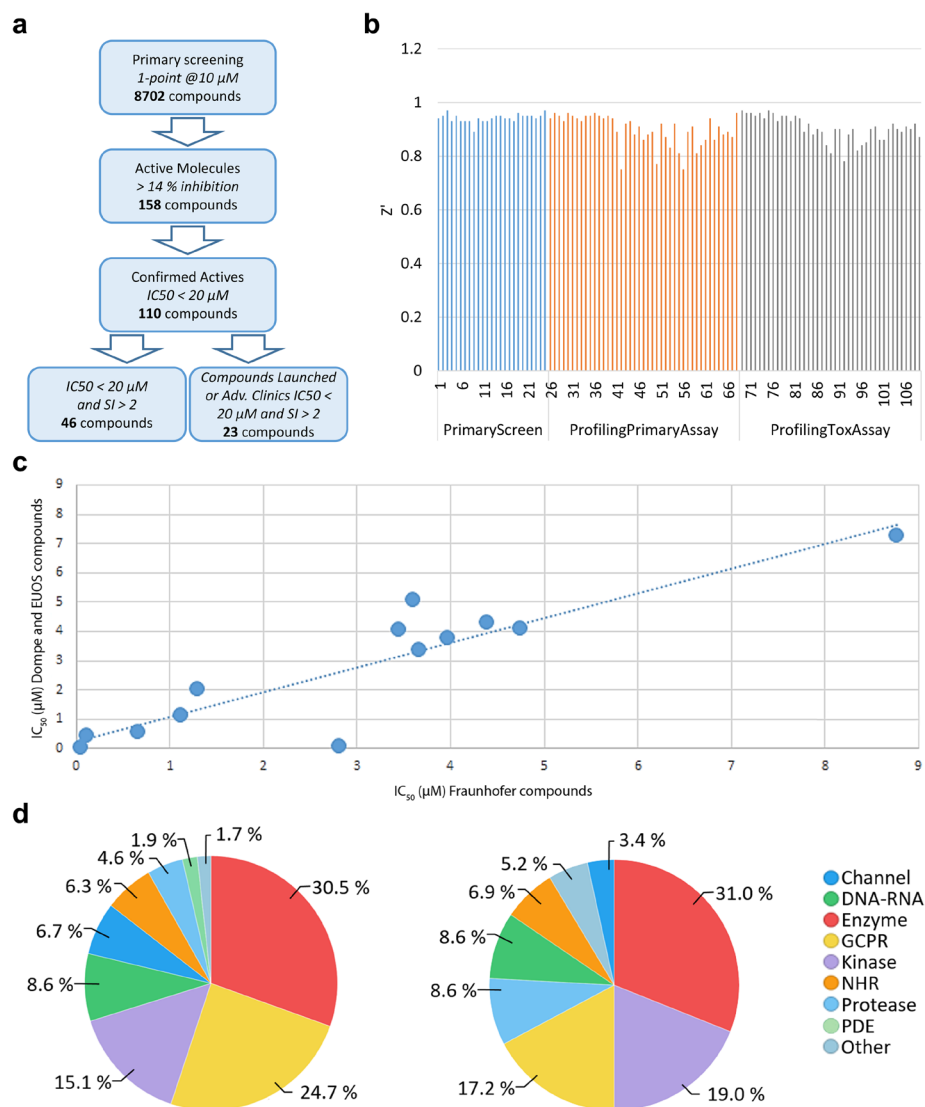 a
Primary screening
1-point @10 μM
8702 compounds
Active Molecules
> 14 % inhibition
158 compounds
Confirmed Actives
IC50 < 20 μM
110 compounds
IC50 < 20 μM
and SI > 2
46 compounds
Compounds Launched
or Adv. Clinics IC50 <
20 μM and SI > 2
23 compounds
b
1.2
1
0.8
0.6
0.4
0.2
0
Z'
1 6 11 16 21 26 31 36 41 46 51 56 61 66 71 76 81 86 91 96 101 106
PrimaryScreen ProfilingPrimaryAssay ProfilingToxAssay
c
9
8
7
6
5
4
3
2
1
0
IC50 (μM) Dompe and EUOS compounds
0 1 2 3 4 5 6 7 8 9
IC50 (μM) Fraunhofer compounds
d
1.7 %
1.9 %
4.6 %
6.3 %
6.7 %
8.6 %
15.1 %
24.7 %
30.5 %
3.4 %
5.2 %
6.9 %
8.6 %
8.6 %
17.2 %
19.0 %
31.0 %
Channel
DNA-RNA
Enzyme
GCPR
Kinase
NHR
Protease
PDE
Other